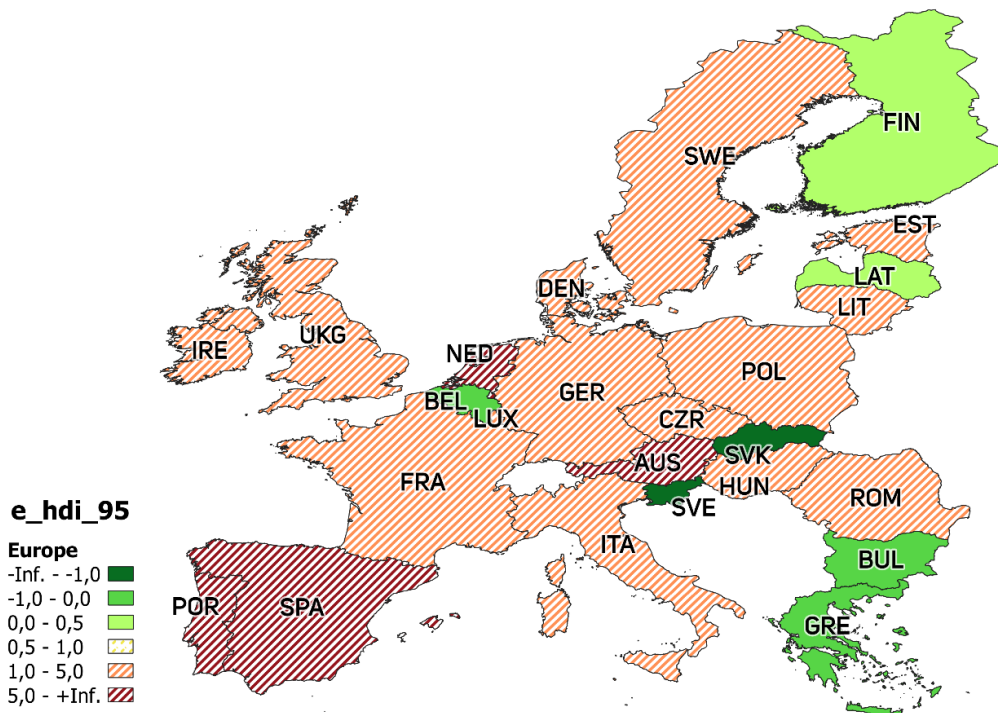 FIN
SWE
EST
LAT
DEN
LIT
UKG
IRE
NED
POL
GER
BEL
LUX
CZR
AUS
SVK
FRA
HUN
ROM
e_hdi_95
SVE
ITA
Europe
BUL
-Inf. - -1,0
-1,0 - 0,0
POR
SPA
0,0 - 0,5
GRE
0,5 - 1,0
1,0 - 5,0
5,0 - +Inf.